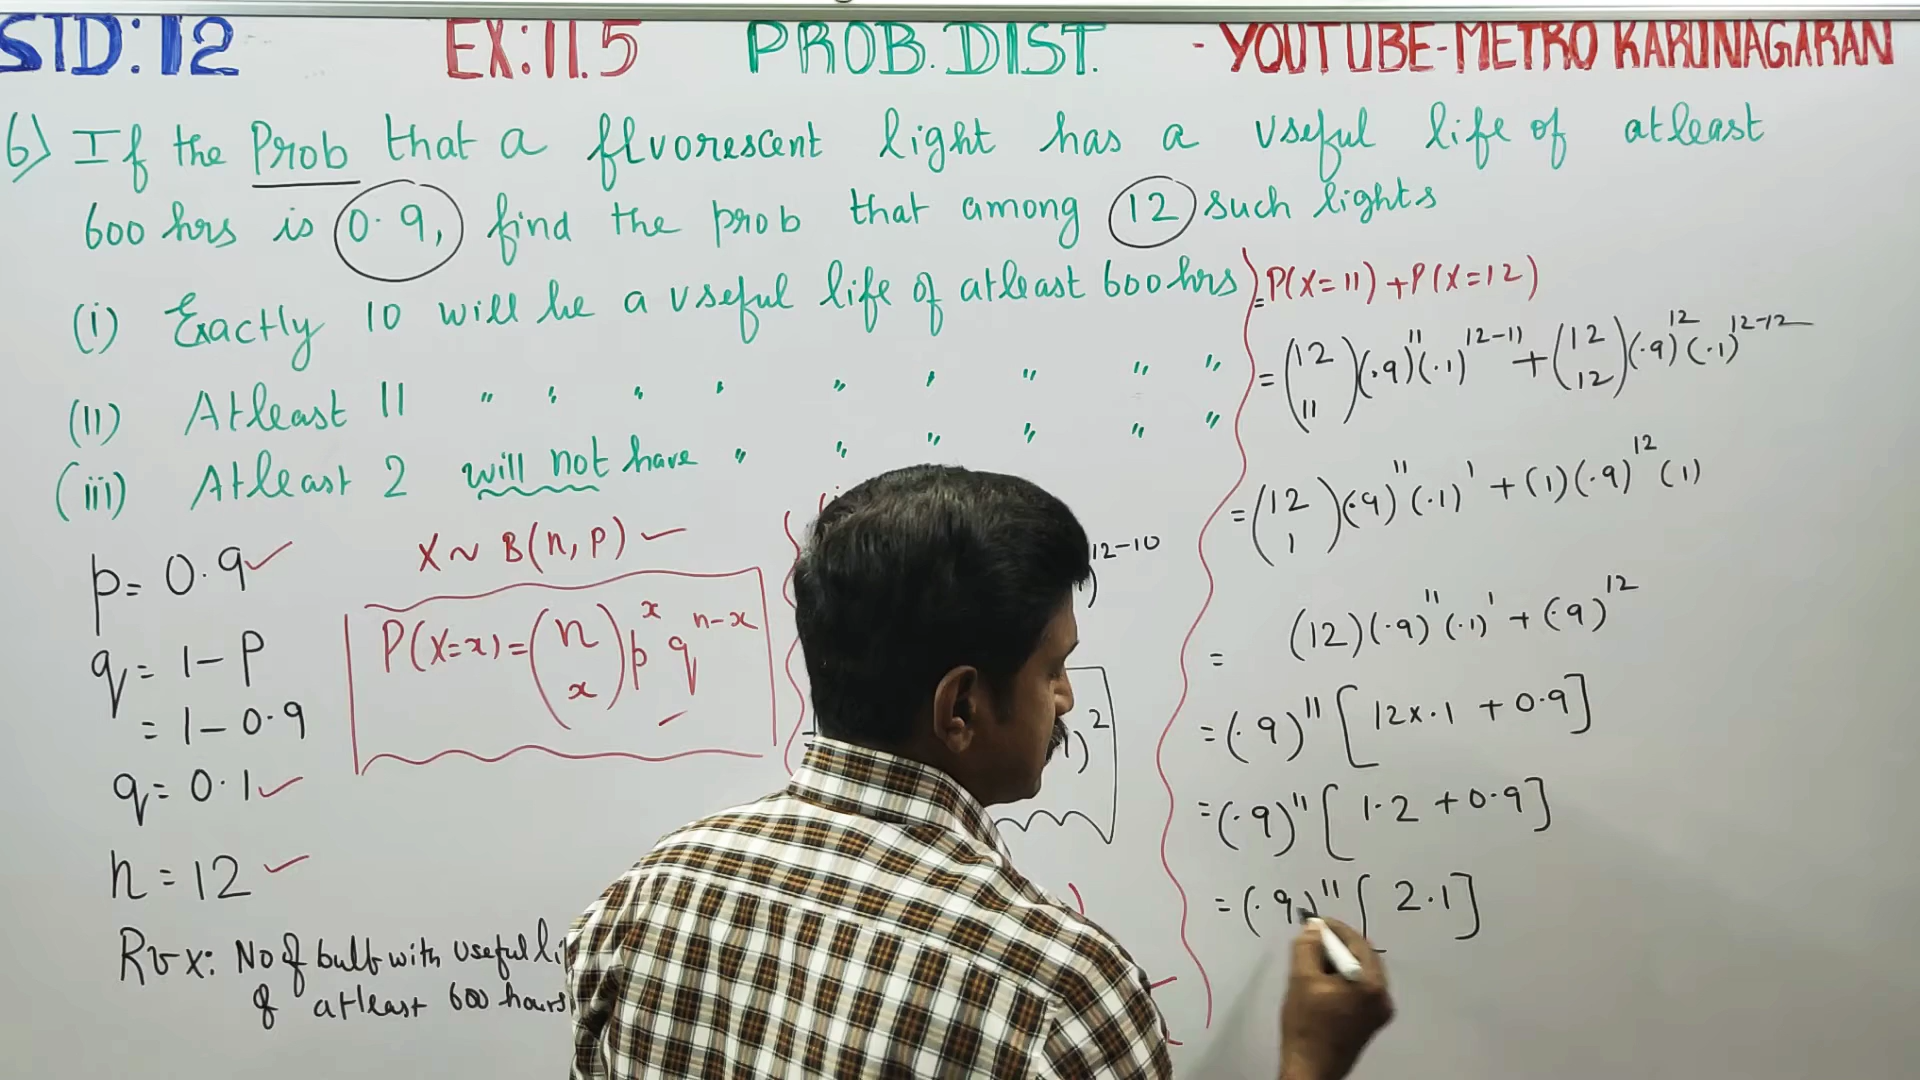 STD:12 EX:11.5 PROB.DIST. - YOUTUBE-METRO KARUNAGARAN
6) If the Prob that a fluorescent light has a useful life of atleast
600 hrs is 0.9, find the prob that among 12 such lights
(i) Exactly 10 will be a useful life of atleast 600 hrs
(ii) Atleast 11 " " " " " " " " "
(iii) Atleast 2 will not have " " " " " "
p = 0.9 ✓
q = 1 - P
= 1 - 0.9
q = 0.1 ✓
n = 12 ✓
RV X: No of bulb with useful li
of atleast 600 hours
X ~ B(n, p) ✓
P(X=x) = (n x) p^x q^(n-x)
12-10
)^2
= P(X=11) + P(X=12)
= (12 11) (.9)^11 (.1)^(12-11) + (12 12) (.9)^12 (.1)^(12-12)
= (12 1) (.9)^11 (.1)^1 + (1) (.9)^12 (1)
= (12) (.9)^11 (.1)^1 + (.9)^12
= (.9)^11 [12x.1 + 0.9]
= (.9)^11 [1.2 + 0.9]
= (.9)^11 [2.1]